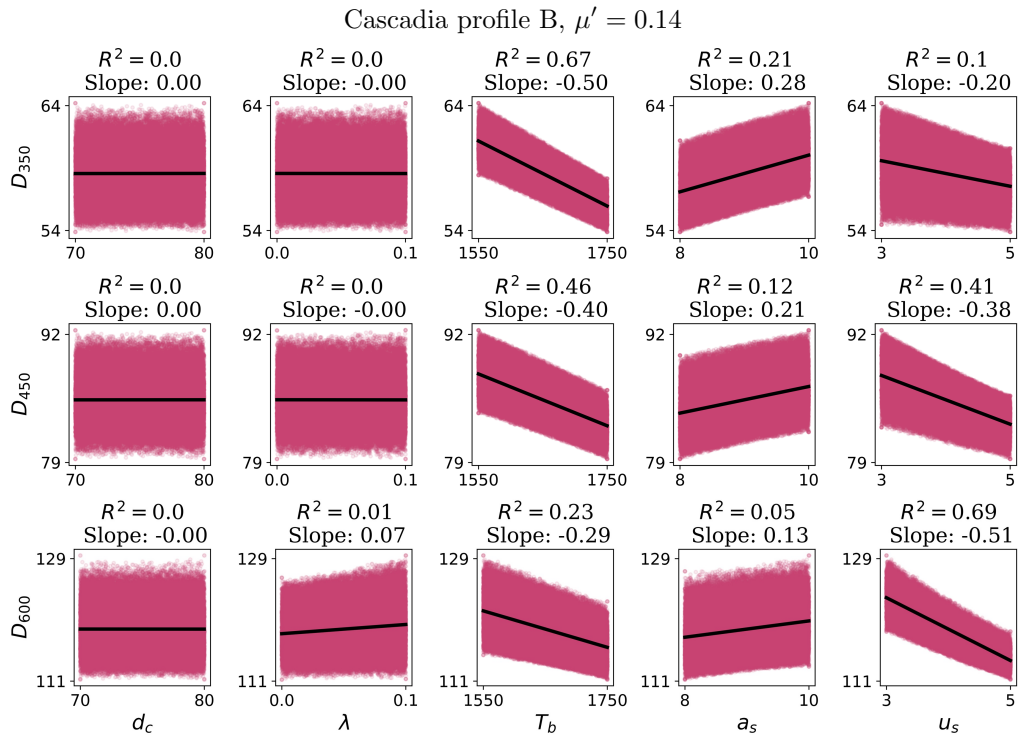 Cascadia profile B, μ′ = 0.14
R² = 0.0 R² = 0.0 R² = 0.67 R² = 0.21 R² = 0.1
Slope: 0.00 Slope: -0.00 Slope: -0.50 Slope: 0.28 Slope: -0.20
64 64 64 64 64
D₃₅₀
54 54 54 54 54
70 80 0.0 0.1 1550 1750 8 10 3 5
R² = 0.0 R² = 0.0 R² = 0.46 R² = 0.12 R² = 0.41
Slope: 0.00 Slope: -0.00 Slope: -0.40 Slope: 0.21 Slope: -0.38
92 92 92 92 92
D₄₅₀
79 79 79 79 79
70 80 0.0 0.1 1550 1750 8 10 3 5
R² = 0.0 R² = 0.01 R² = 0.23 R² = 0.05 R² = 0.69
Slope: -0.00 Slope: 0.07 Slope: -0.29 Slope: 0.13 Slope: -0.51
129 129 129 129 129
D₆₀₀
111 111 111 111 111
70 80 0.0 0.1 1550 1750 8 10 3 5
d_c λ T_b a_s u_s